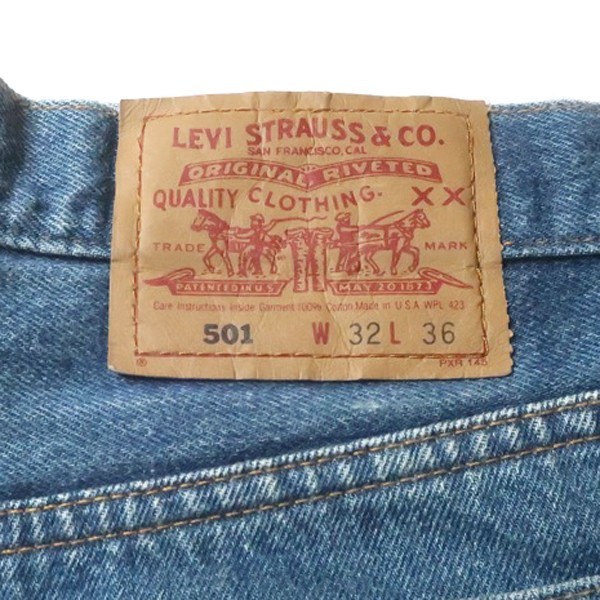 LEVI STRAUSS & CO.
SAN FRANCISCO, CAL
ORIGINAL RIVETED
QUALITY CLOTHING. XX
TRADE MARK
PATENTED IN U.S. MAY 20 1873
Care instructions inside Garment 100% Cotton Made in U S A WPL 423
501 W 32 L 36
® PXR 145